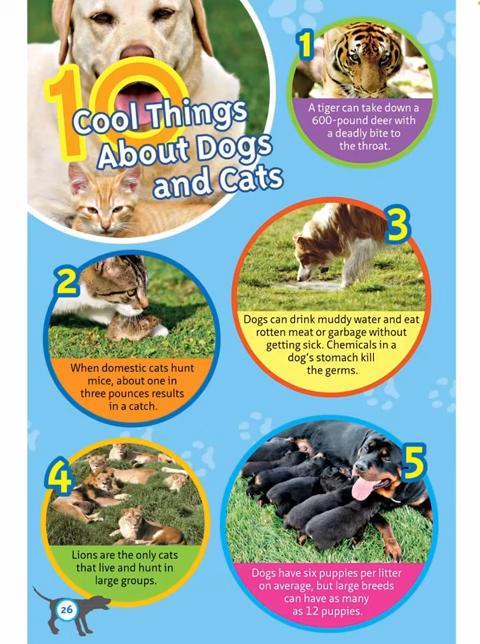 10
Cool Things
About Dogs
and Cats
1
A tiger can take down a
600-pound deer with
a deadly bite to
the throat.
2
When domestic cats hunt
mice, about one in
three pounces results
in a catch.
3
Dogs can drink muddy water and eat
rotten meat or garbage without
getting sick. Chemicals in a
dog's stomach kill
the germs.
4
Lions are the only cats
that live and hunt in
large groups.
5
Dogs have six puppies per litter
on average, but large breeds
can have as many
as 12 puppies.
26